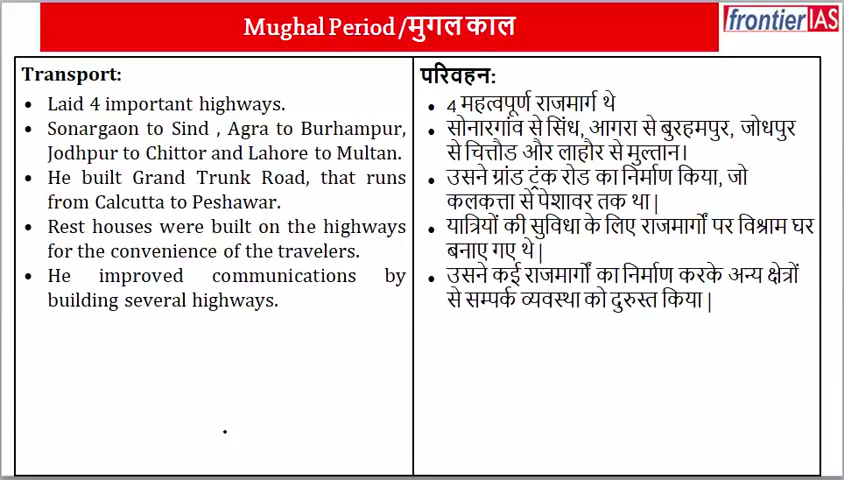 Mughal Period/मुगल काल
frontierIAS
Transport:
• Laid 4 important highways.
• Sonargaon to Sind , Agra to Burhampur,
Jodhpur to Chittor and Lahore to Multan.
• He built Grand Trunk Road, that runs
from Calcutta to Peshawar.
• Rest houses were built on the highways
for the convenience of the travelers.
• He improved communications by
building several highways.
परिवहन:
• 4 महत्वपूर्ण राजमार्ग थे
• सोनारगांव से सिंध, आगरा से बुरहमपुर, जोधपुर
से चित्तौड और लाहौर से मुल्तान।
• उसने ग्रांड ट्रंक रोड का निर्माण किया, जो
कलकत्ता से पेशावर तक था |
• यात्रियों की सुविधा के लिए राजमार्गों पर विश्राम घर
बनाए गए थे |
• उसने कई राजमार्गों का निर्माण करके अन्य क्षेत्रों
से सम्पर्क व्यवस्था को दुरुस्त किया |